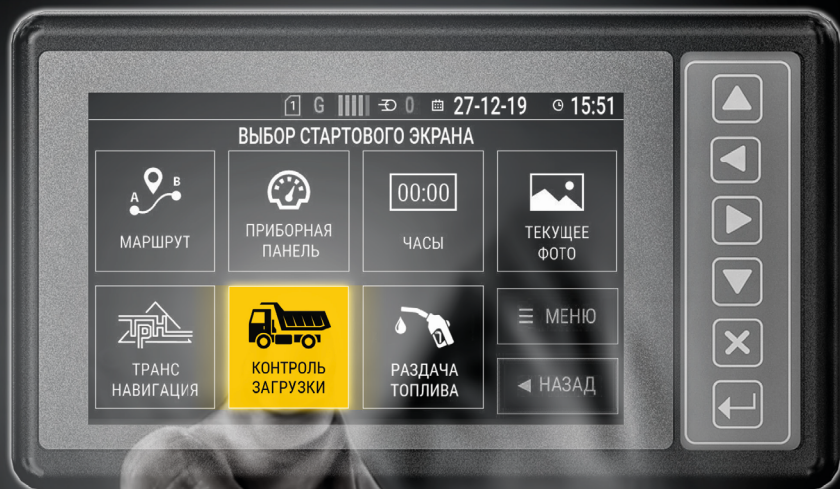 1 G 0 27-12-19 15:51
ВЫБОР СТАРТОВОГО ЭКРАНА
A B
МАРШРУТ
ПРИБОРНАЯ
ПАНЕЛЬ
00:00
ЧАСЫ
ТЕКУЩЕЕ
ФОТО
ТРН
ТРАНС
НАВИГАЦИЯ
КОНТРОЛЬ
ЗАГРУЗКИ
РАЗДАЧА
ТОПЛИВА
МЕНЮ
НАЗАД